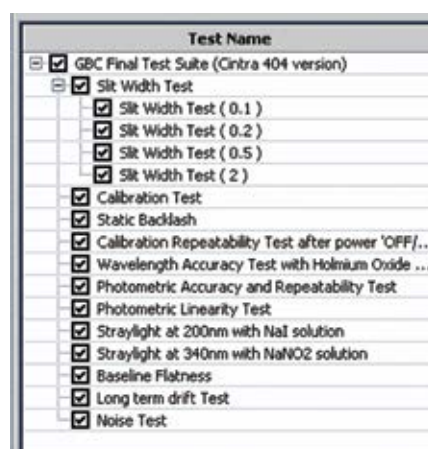 Test Name
GBC Final Test Suite (Cintra 404 version)
Slit Width Test
Slit Width Test ( 0.1 )
Slit Width Test ( 0.2 )
Slit Width Test ( 0.5 )
Slit Width Test ( 2 )
Calibration Test
Static Backlash
Calibration Repeatability Test after power 'OFF/...
Wavelength Accuracy Test with Holmium Oxide ...
Photometric Accuracy and Repeatability Test
Photometric Linearity Test
Straylight at 200nm with NaI solution
Straylight at 340nm with NaNO2 solution
Baseline Flatness
Long term drift Test
Noise Test